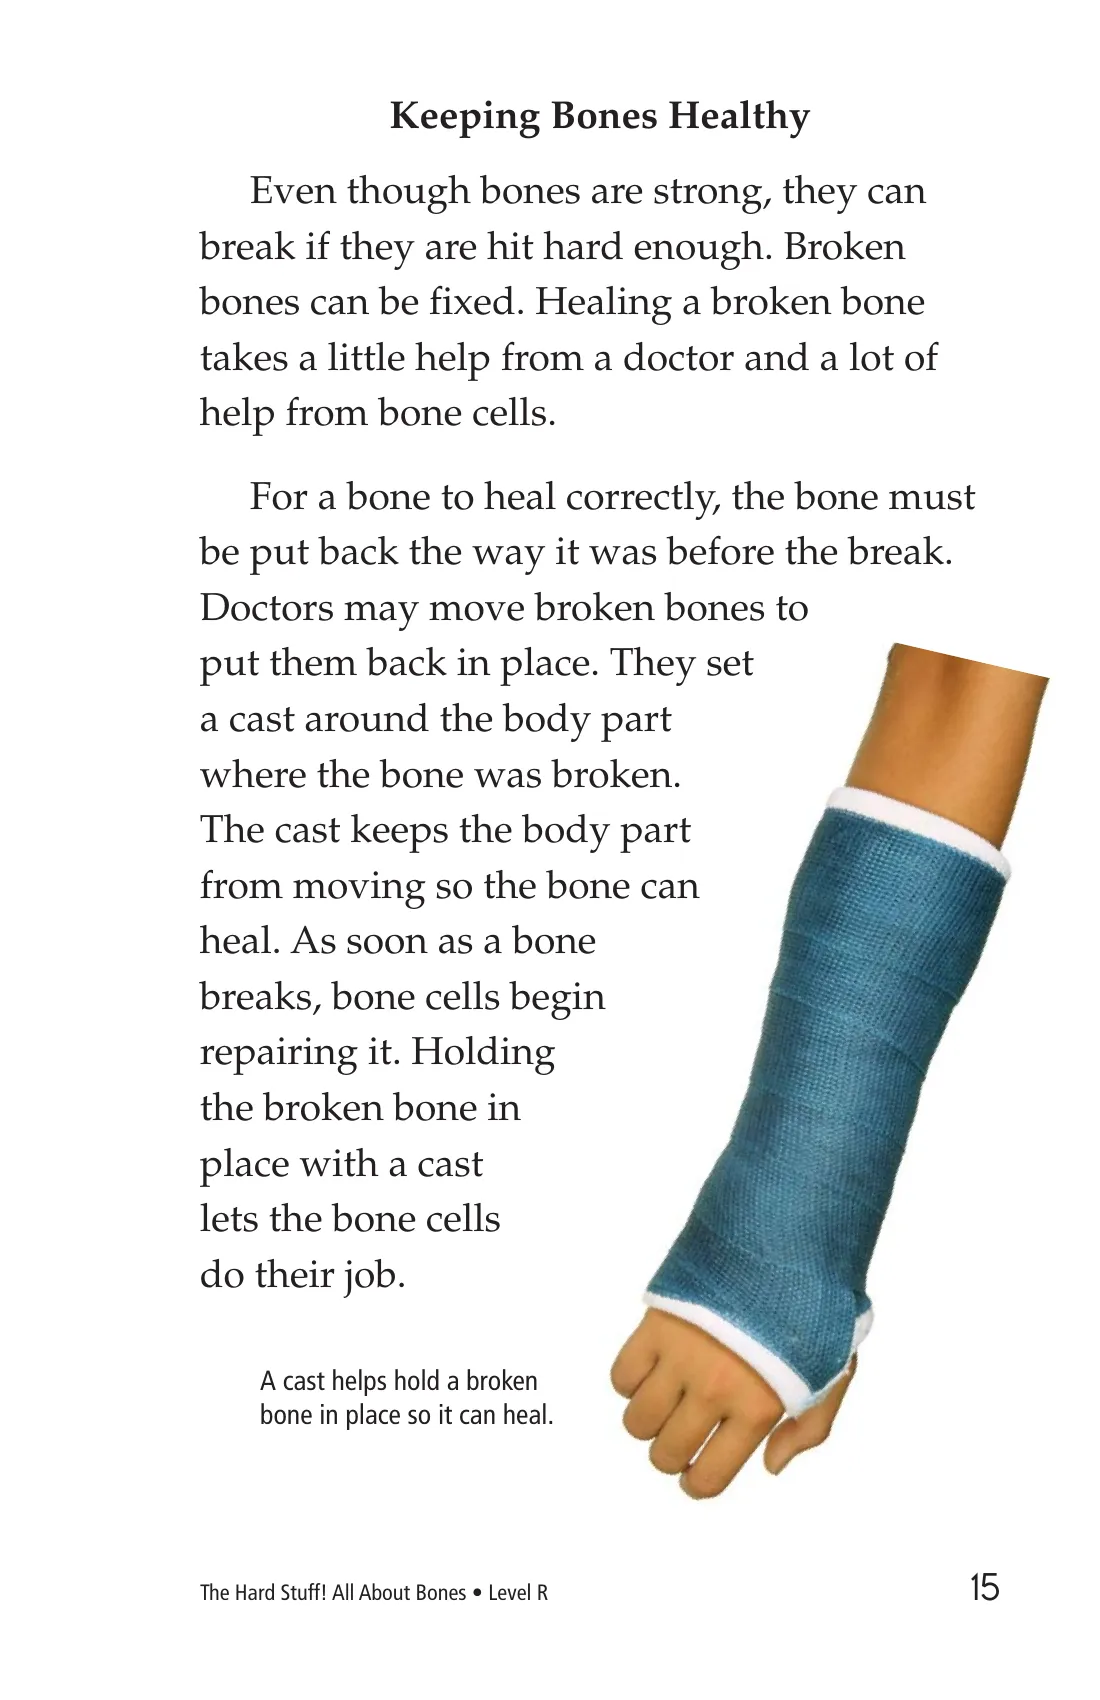 Keeping Bones Healthy
Even though bones are strong, they can
break if they are hit hard enough. Broken
bones can be fixed. Healing a broken bone
takes a little help from a doctor and a lot of
help from bone cells.
For a bone to heal correctly, the bone must
be put back the way it was before the break.
Doctors may move broken bones to
put them back in place. They set
a cast around the body part
where the bone was broken.
The cast keeps the body part
from moving so the bone can
heal. As soon as a bone
breaks, bone cells begin
repairing it. Holding
the broken bone in
place with a cast
lets the bone cells
do their job.
A cast helps hold a broken
bone in place so it can heal.
The Hard Stuff! All About Bones • Level R
15